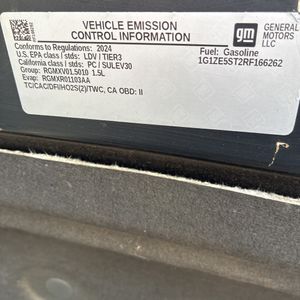 VEHICLE EMISSION
CONTROL INFORMATION
gm
GENERAL
MOTORS
LLC
Conforms to Regulations: 2024
U.S. EPA class / stds: LDV / TIER3
California class / stds: PC / SULEV30
Group: RGMXV01.5010 1.5L
Evap: RGMXR01103AA
TC/CAC/DFI/HO2S(2)/TWC, CA OBD: II
Fuel: Gasoline
1G1ZE5ST2RF166262